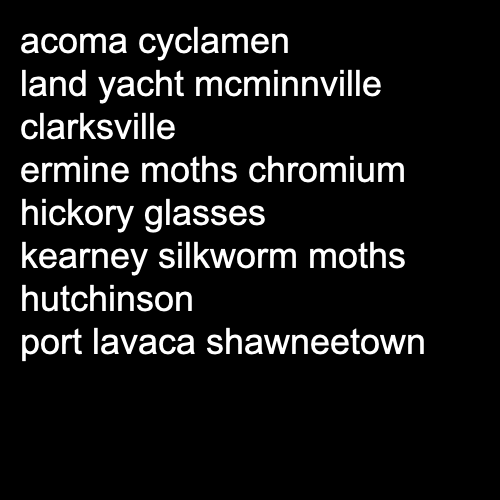 acoma cyclamen
land yacht mcminnville
clarksville
ermine moths chromium
hickory glasses
kearney silkworm moths
hutchinson
port lavaca shawneetown